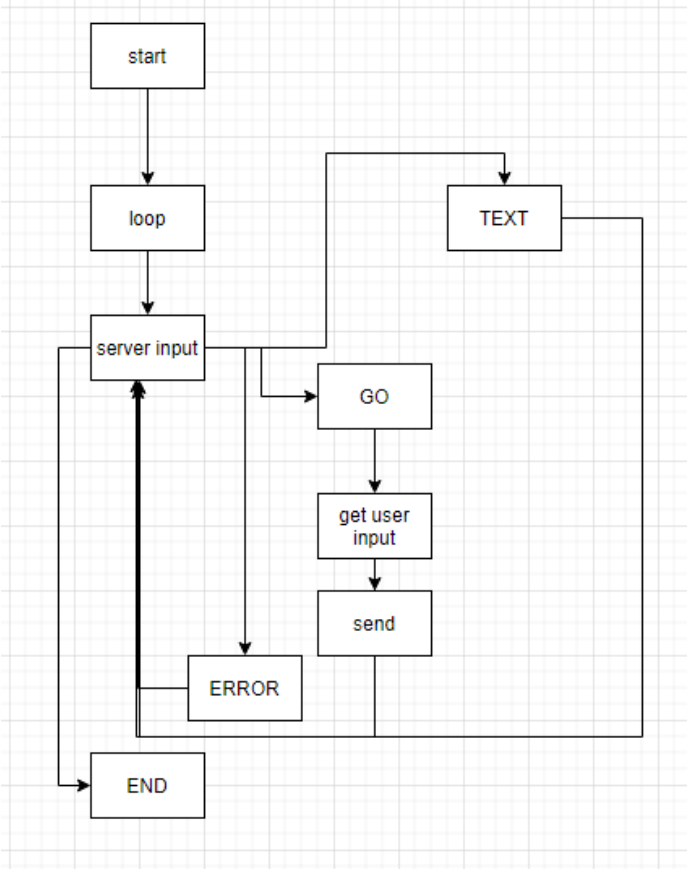 start
loop
TEXT
server input
GO
get user
input
send
ERROR
END